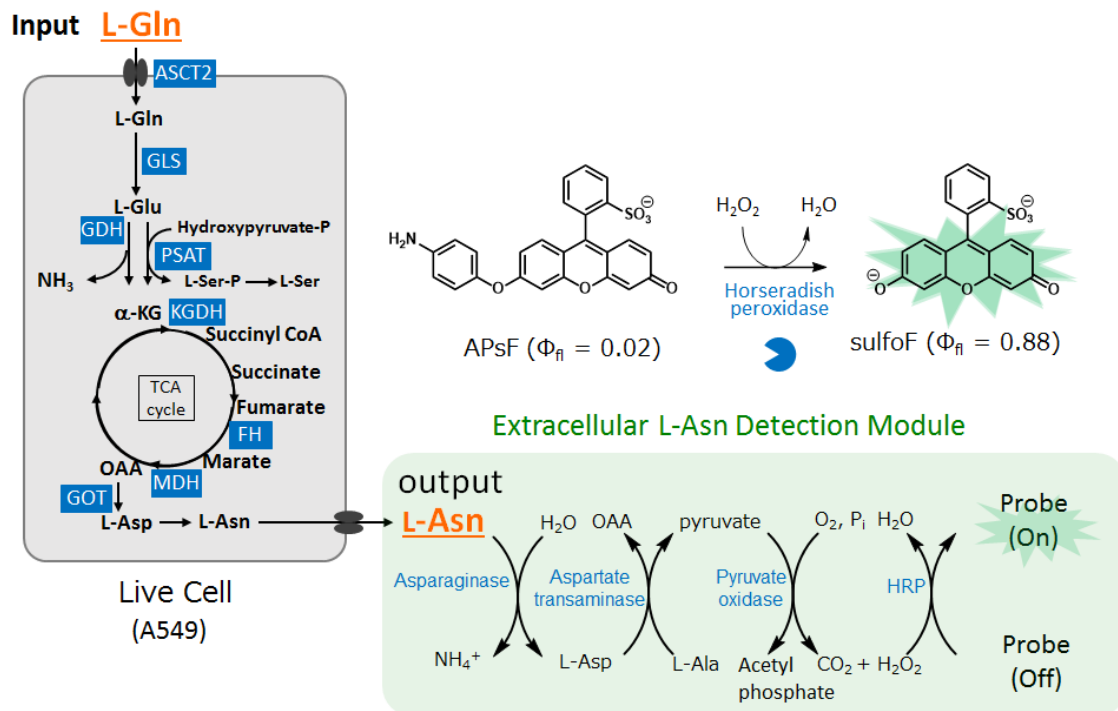 Input L-Gln
ASCT2
L-Gln
GLS
L-Glu
GDH
Hydroxypyruvate-P
PSAT
NH3
L-Ser-P
L-Ser
α-KG
KGDH
Succinyl CoA
Succinate
TCA
cycle
Fumarate
FH
Marate
OAA
MDH
GOT
L-Asp
L-Asn
Live Cell
(A549)
SO3⊖
H2N
O
O
O
APsF (Φfl = 0.02)
H2O2
H2O
Horseradish
peroxidase
SO3⊖
⊖O
O
O
sulfoF (Φfl = 0.88)
Extracellular L-Asn Detection Module
output
L-Asn
H2O
OAA
pyruvate
O2, Pi
H2O
Probe
(On)
Asparaginase
Aspartate
transaminase
Pyruvate
oxidase
HRP
NH4+
L-Asp
L-Ala
Acetyl
phosphate
CO2 + H2O2
Probe
(Off)